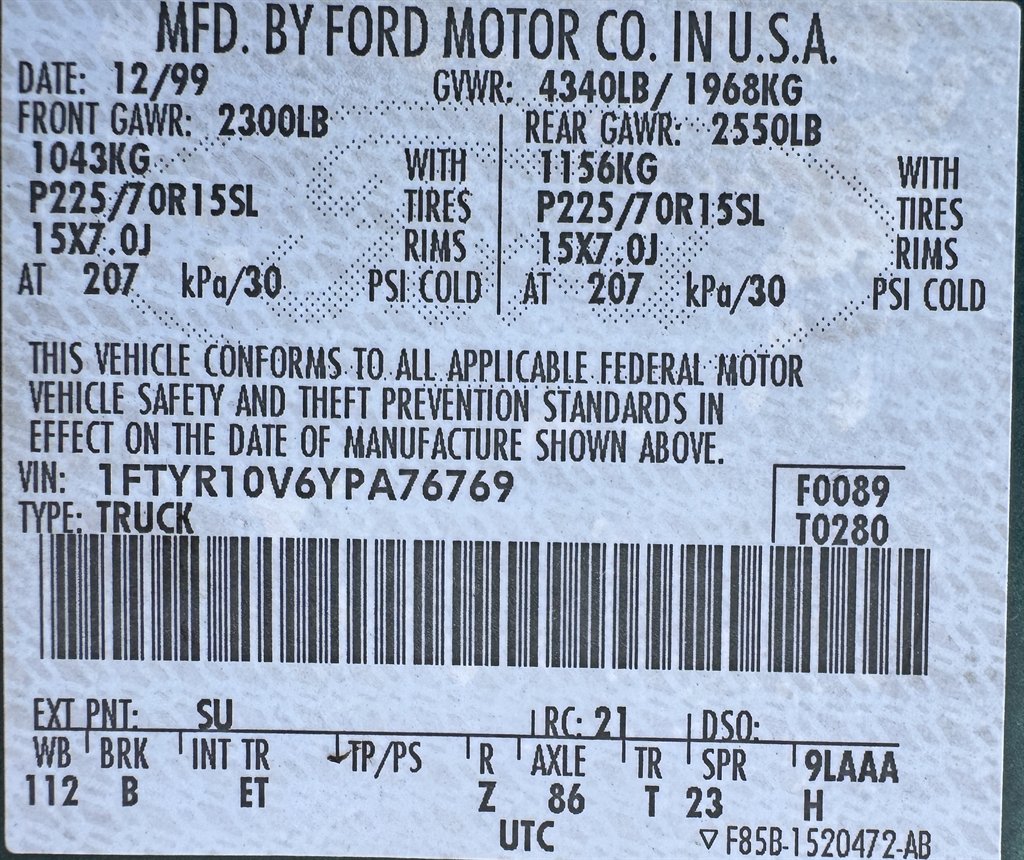 MFD. BY FORD MOTOR CO. IN U.S.A.
DATE: 12/99 GVWR: 4340LB/ 1968KG
FRONT GAWR: 2300LB REAR GAWR: 2550LB
1043KG WITH 1156KG WITH
P225/70R15SL TIRES P225/70R15SL TIRES
15X7.0J RIMS 15X7.0J RIMS
AT 207 kPa/30 PSI COLD AT 207 kPa/30 PSI COLD
THIS VEHICLE CONFORMS TO ALL APPLICABLE FEDERAL MOTOR
VEHICLE SAFETY AND THEFT PREVENTION STANDARDS IN
EFFECT ON THE DATE OF MANUFACTURE SHOWN ABOVE.
VIN: 1FTYR10V6YPA76769 F0089
TYPE: TRUCK T0280
EXT PNT: SU RC: 21 DSO:
WB BRK INT TR TP/PS R AXLE TR SPR 9LAAA
112 B ET Z 86 T 23 H
UTC ▽ F85B-1520472-AB